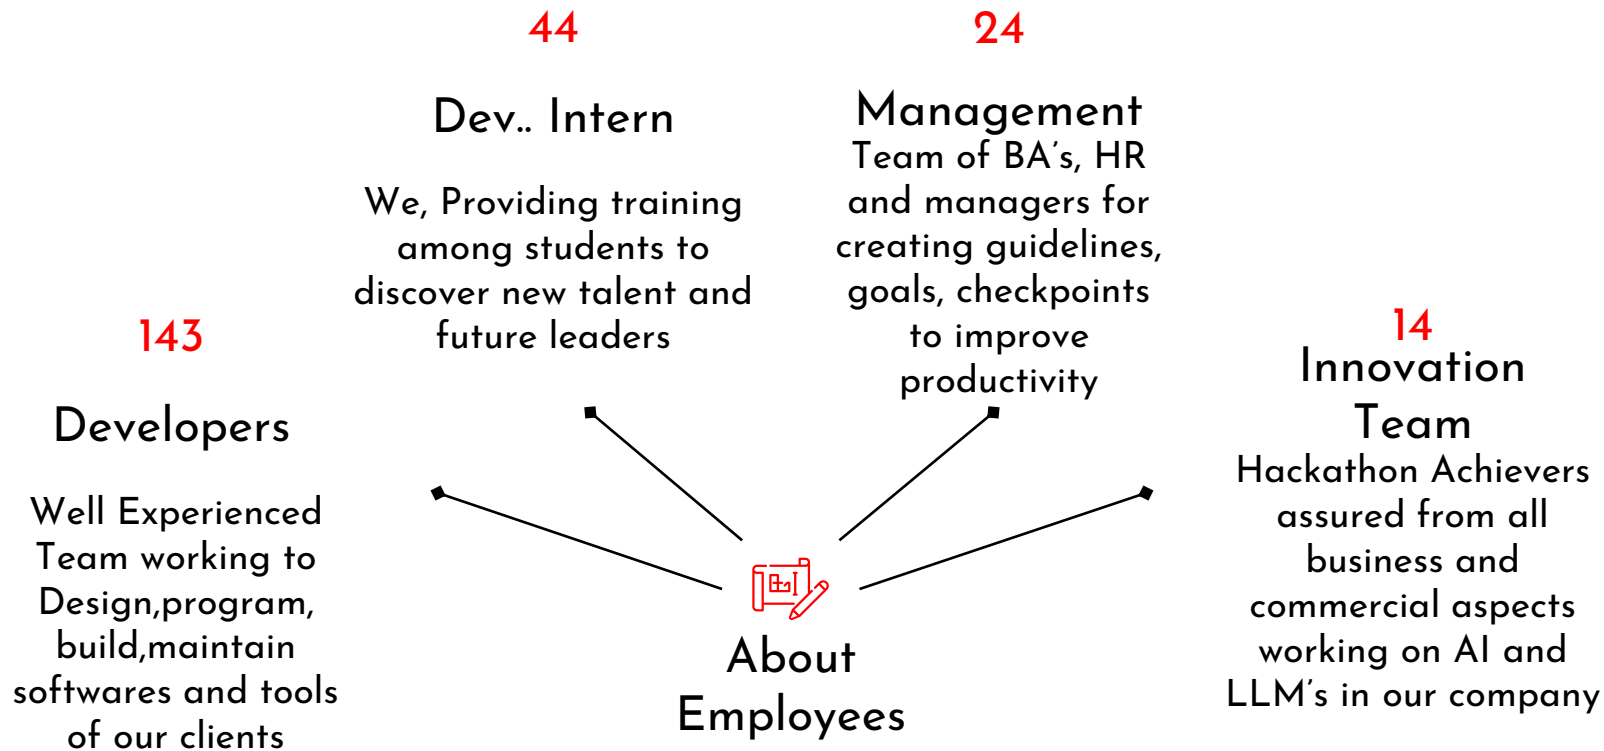 143
Developers
Well Experienced
Team working to
Design,program,
build,maintain
softwares and tools
of our clients
44
Dev.. Intern
We, Providing training
among students to
discover new talent and
future leaders
24
Management
Team of BA's, HR
and managers for
creating guidelines,
goals, checkpoints
to improve
productivity
14
Innovation
Team
Hackathon Achievers
assured from all
business and
commercial aspects
working on AI and
LLM's in our company
About
Employees